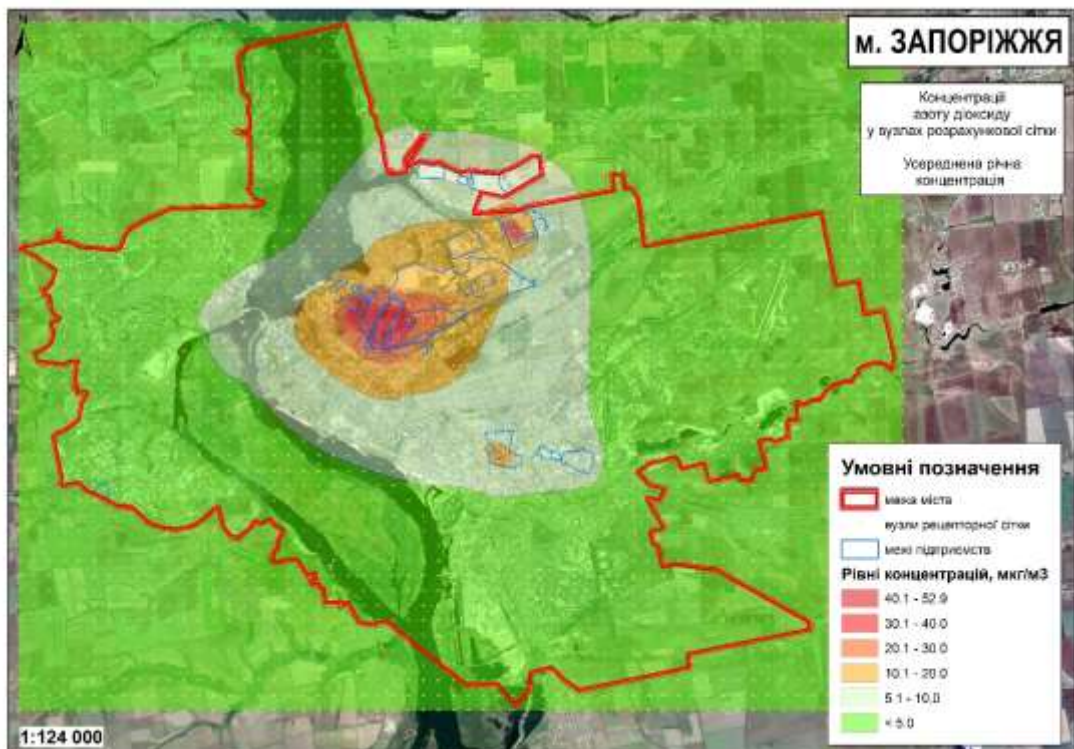 м. ЗАПОРІЖЖЯ
Концентрації
азоту діоксиду
у вузлах розрахункової сітки
Усереднена річна
концентрація
Умовні позначення
межа міста
вузли рецепторної сітки
межі підприємств
Рівні концентрацій, мкг/м3
40.1 - 52.9
30.1 - 40.0
20.1 - 30.0
10.1 - 20.0
5.1 - 10.0
< 5.0
1:124 000